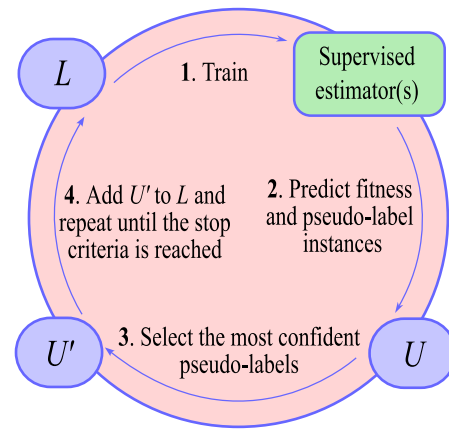 L
1. Train
Supervised
estimator(s)
4. Add U' to L and
repeat until the stop
criteria is reached
2. Predict fitness
and pseudo-label
instances
3. Select the most confident
pseudo-labels
U'
U